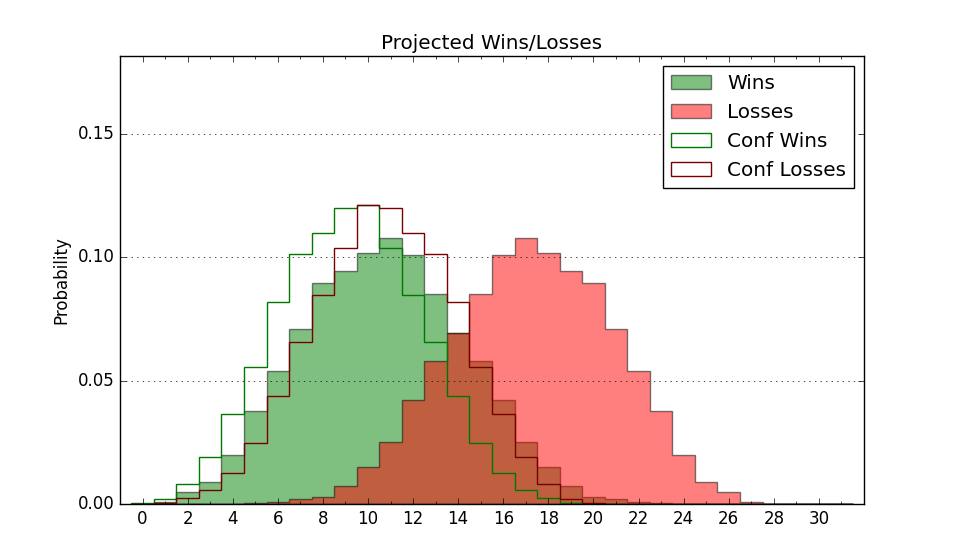 Projected Wins/Losses
Wins
Losses
Conf Wins
Conf Losses
Probability
0.15
0.10
0.05
0.00
0 2 4 6 8 10 12 14 16 18 20 22 24 26 28 30